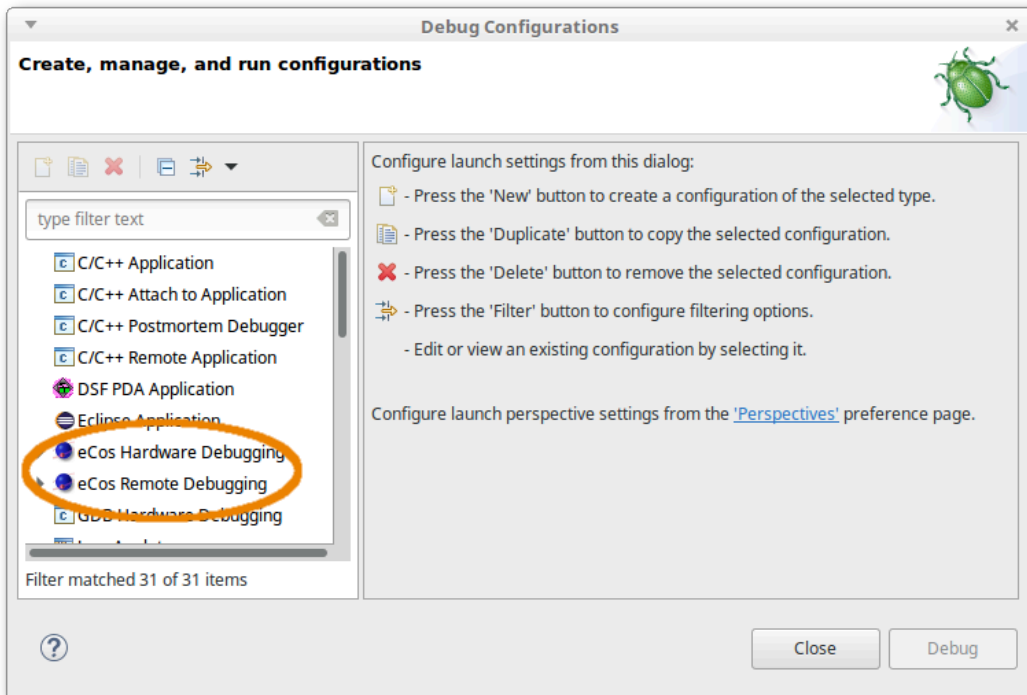 Debug Configurations
Create, manage, and run configurations
type filter text
C/C++ Application
C/C++ Attach to Application
C/C++ Postmortem Debugger
C/C++ Remote Application
DSF PDA Application
Eclipse Application
eCos Hardware Debugging
eCos Remote Debugging
GDB Hardware Debugging
Filter matched 31 of 31 items
Configure launch settings from this dialog:
- Press the 'New' button to create a configuration of the selected type.
- Press the 'Duplicate' button to copy the selected configuration.
- Press the 'Delete' button to remove the selected configuration.
- Press the 'Filter' button to configure filtering options.
- Edit or view an existing configuration by selecting it.
Configure launch perspective settings from the 'Perspectives' preference page.
Close
Debug